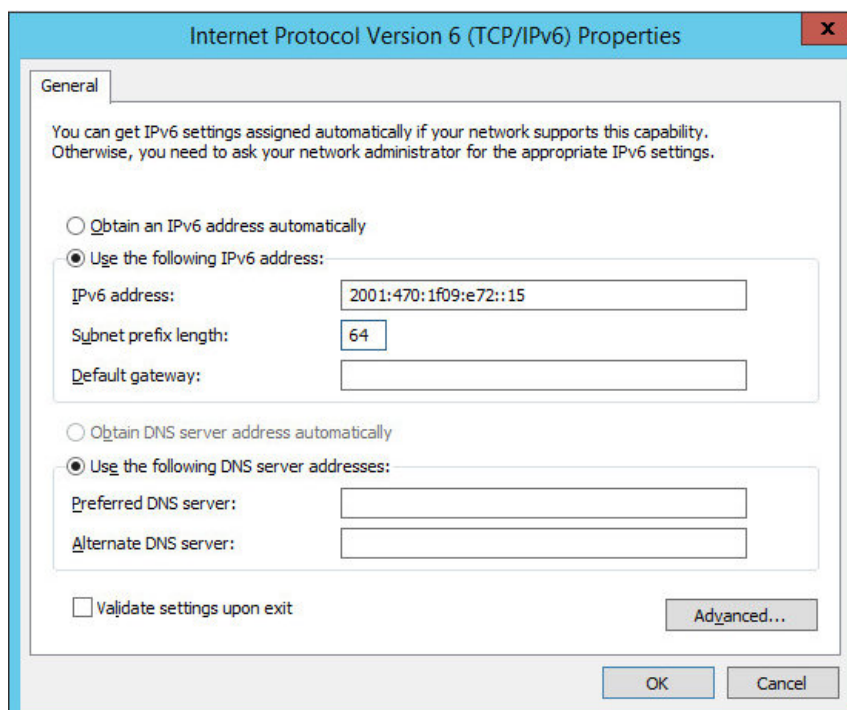 Internet Protocol Version 6 (TCP/IPv6) Properties
x
General
You can get IPv6 settings assigned automatically if your network supports this capability.
Otherwise, you need to ask your network administrator for the appropriate IPv6 settings.
Obtain an IPv6 address automatically
Use the following IPv6 address:
IPv6 address: 2001:470:1f09:e72::15
Subnet prefix length: 64
Default gateway:
Obtain DNS server address automatically
Use the following DNS server addresses:
Preferred DNS server:
Alternate DNS server:
Validate settings upon exit
Advanced...
OK Cancel